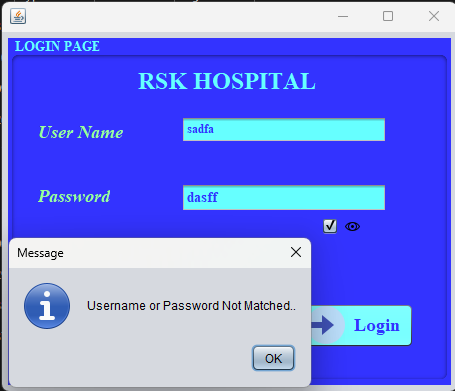 LOGIN PAGE
RSK HOSPITAL
User Name
sadfa
Password
dasff
Message
Username or Password Not Matched..
Login
OK